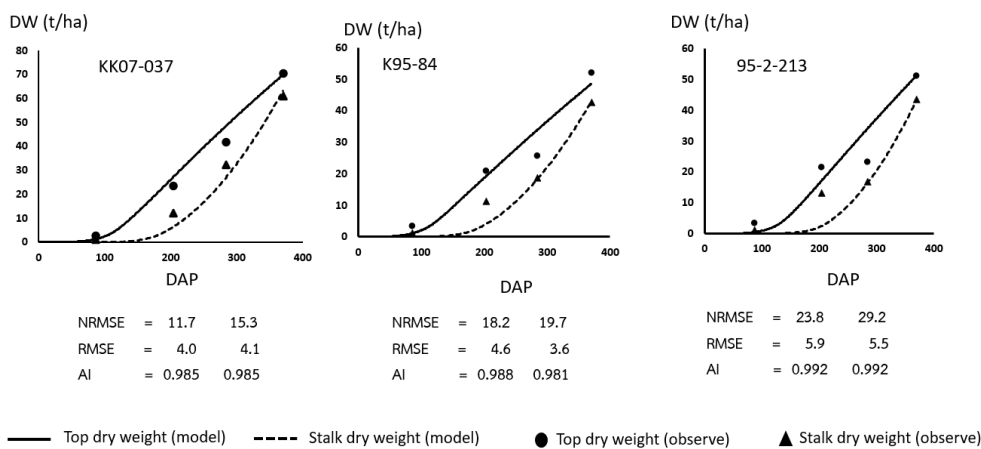 DW (t/ha)
KK07-037
80
70
60
50
40
30
20
10
0
0 100 200 300 400
DAP
NRMSE = 11.7 15.3
RMSE = 4.0 4.1
AI = 0.985 0.985
DW (t/ha)
K95-84
60
50
40
30
20
10
0
0 100 200 300 400
DAP
NRMSE = 18.2 19.7
RMSE = 4.6 3.6
AI = 0.988 0.981
DW (t/ha)
95-2-213
60
50
40
30
20
10
0
0 100 200 300 400
DAP
NRMSE = 23.8 29.2
RMSE = 5.9 5.5
AI = 0.992 0.992
Top dry weight (model) Stalk dry weight (model) Top dry weight (observe) Stalk dry weight (observe)